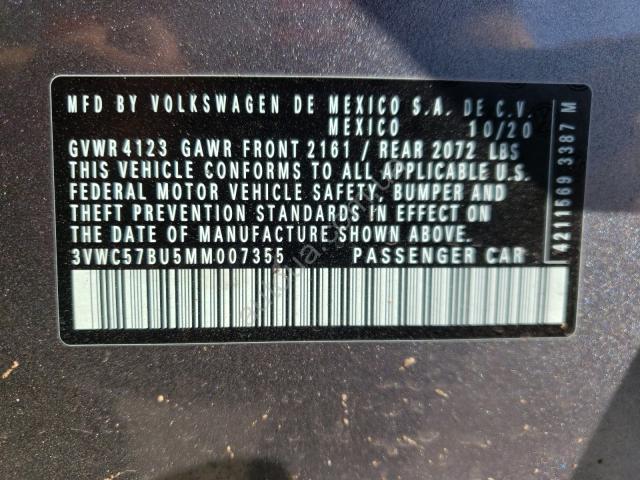 MFD BY VOLKSWAGEN DE MEXICO S.A. DE C.V.
MEXICO 10/20
GVWR 4123 GAWR FRONT 2161 / REAR 2072 LBS
THIS VEHICLE CONFORMS TO ALL APPLICABLE U.S.
FEDERAL MOTOR VEHICLE SAFETY, BUMPER AND
THEFT PREVENTION STANDARDS IN EFFECT ON
THE DATE OF MANUFACTURE SHOWN ABOVE.
3VWC57BU5MM007355 PASSENGER CAR
4211569 3387 M